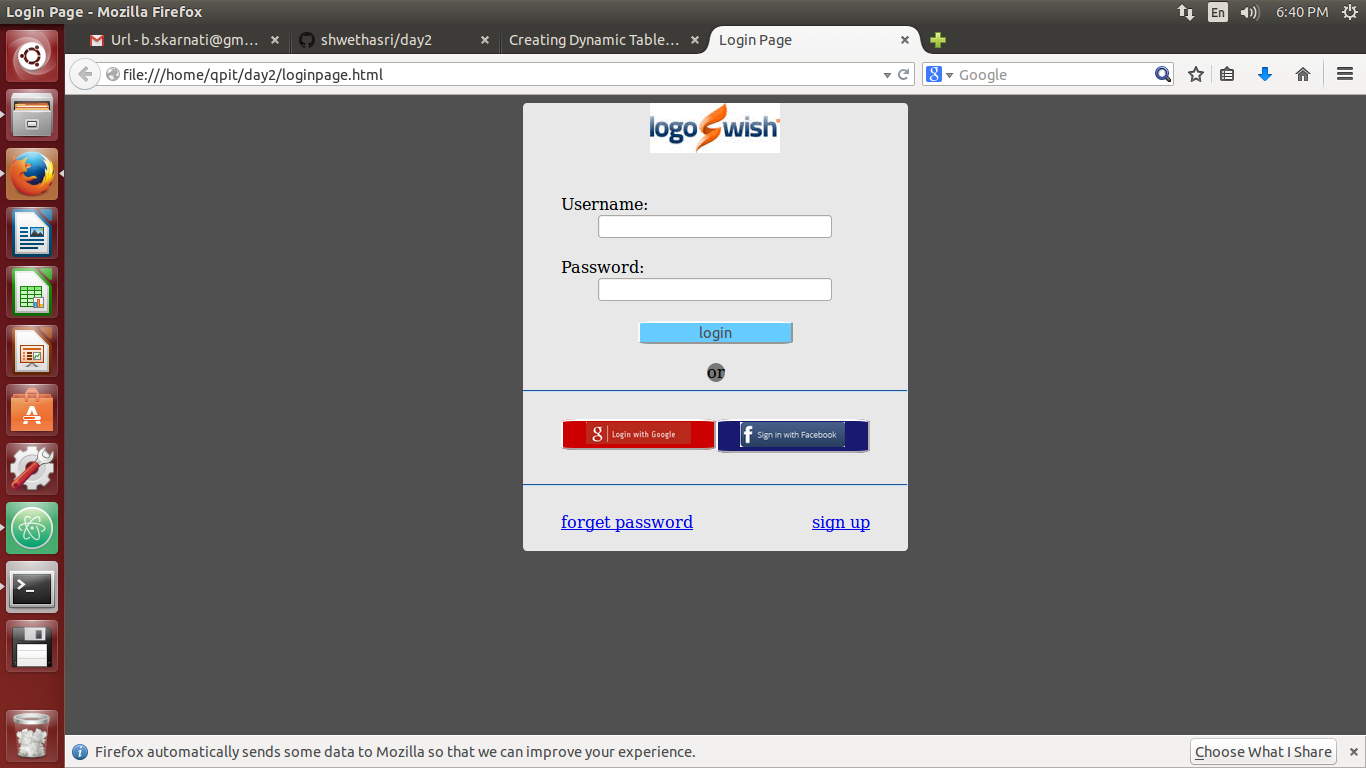 Login Page - Mozilla Firefox
En
6:40 PM
Url - b.skarnati@gm...
shwethasri/day2
Creating Dynamic Table...
Login Page
file:///home/qpit/day2/loginpage.html
8
Google
logo wish
Username:
Password:
login
or
8 Login with Google
f Sign in with Facebook
forget password
sign up
Firefox automatically sends some data to Mozilla so that we can improve your experience.
Choose What I Share